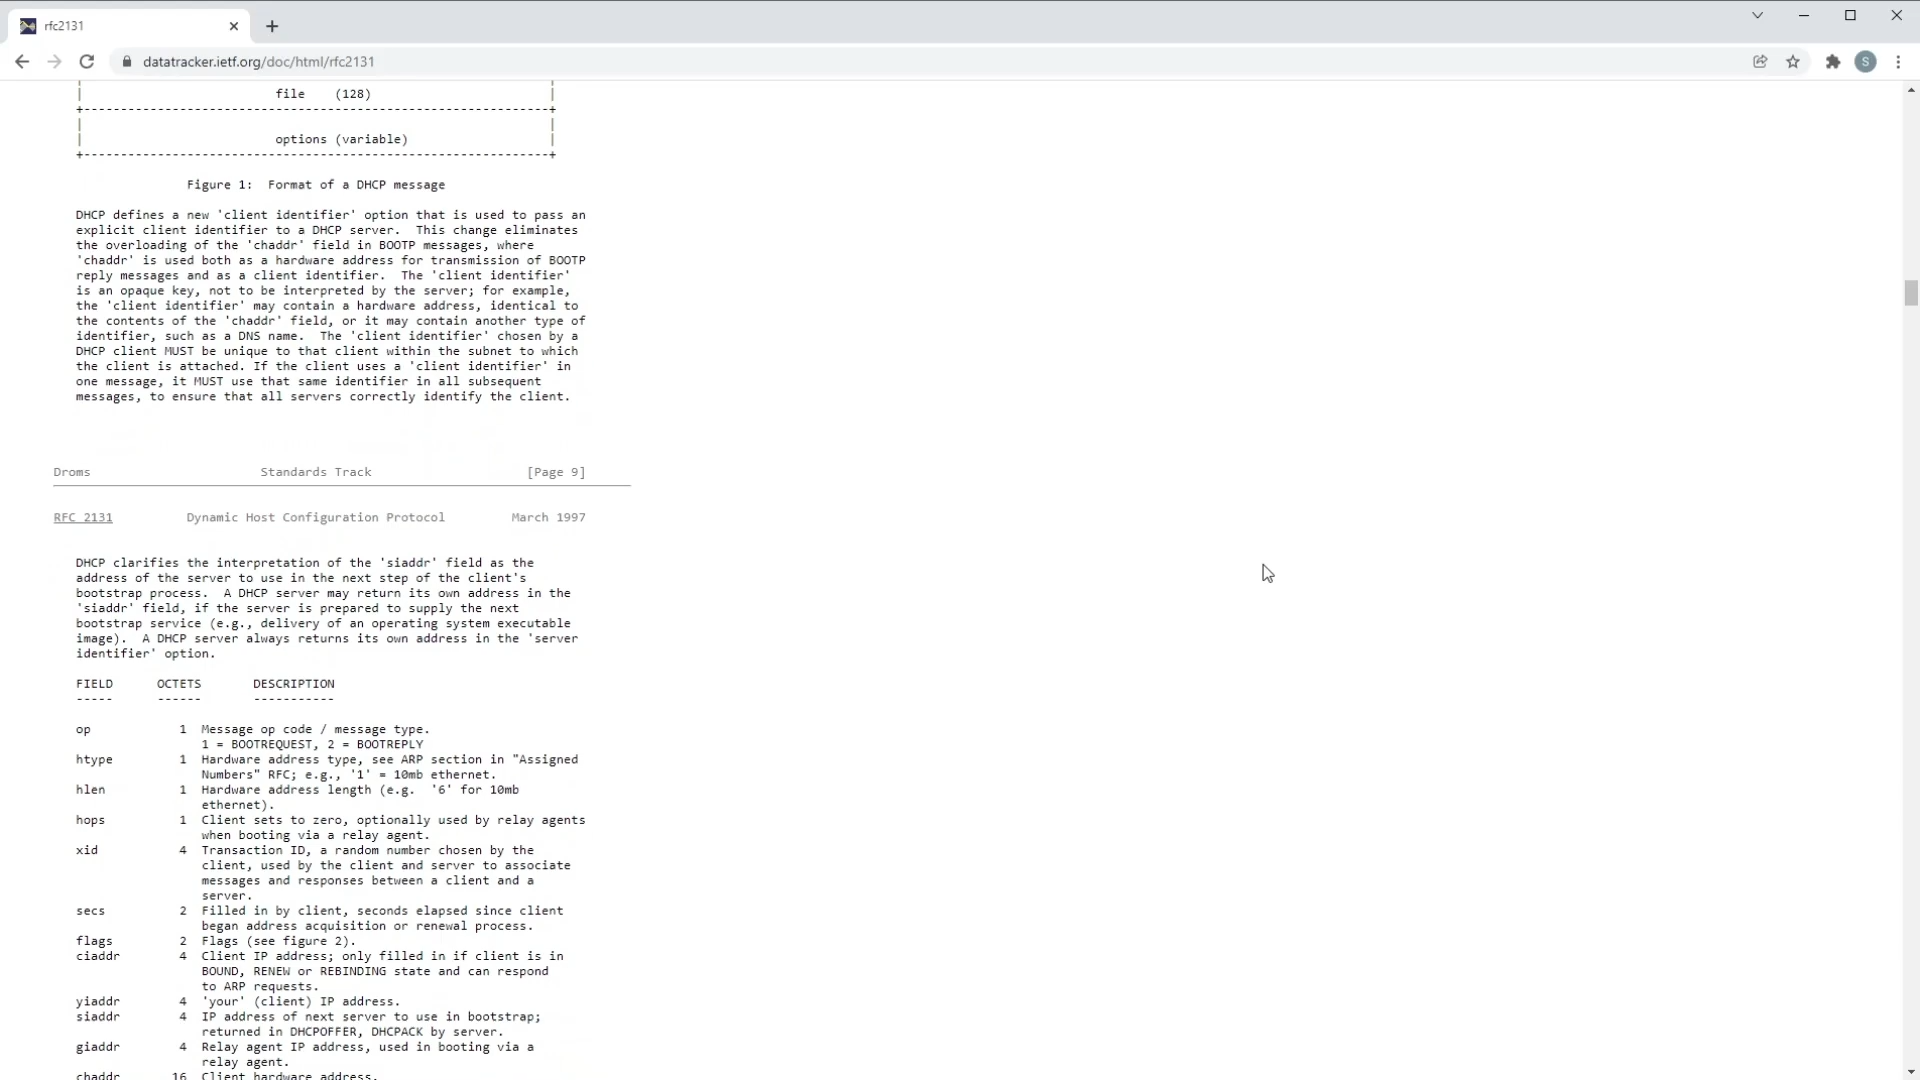 rfc2131
datatracker.ietf.org/doc/html/rfc2131
S
| file (128) |
+---------------------------------------------------------------+
| options (variable) |
+---------------------------------------------------------------+
Figure 1: Format of a DHCP message
DHCP defines a new 'client identifier' option that is used to pass an
explicit client identifier to a DHCP server. This change eliminates
the overloading of the 'chaddr' field in BOOTP messages, where
'chaddr' is used both as a hardware address for transmission of BOOTP
reply messages and as a client identifier. The 'client identifier'
is an opaque key, not to be interpreted by the server; for example,
the 'client identifier' may contain a hardware address, identical to
the contents of the 'chaddr' field, or it may contain another type of
identifier, such as a DNS name. The 'client identifier' chosen by a
DHCP client MUST be unique to that client within the subnet to which
the client is attached. If the client uses a 'client identifier' in
one message, it MUST use that same identifier in all subsequent
messages, to ensure that all servers correctly identify the client.
Droms Standards Track [Page 9]
RFC 2131 Dynamic Host Configuration Protocol March 1997
DHCP clarifies the interpretation of the 'siaddr' field as the
address of the server to use in the next step of the client's
bootstrap process. A DHCP server may return its own address in the
'siaddr' field, if the server is prepared to supply the next
bootstrap service (e.g., delivery of an operating system executable
image). A DHCP server always returns its own address in the 'server
identifier' option.
FIELD OCTETS DESCRIPTION
----- ------ -----------
op 1 Message op code / message type.
1 = BOOTREQUEST, 2 = BOOTREPLY
htype 1 Hardware address type, see ARP section in "Assigned
Numbers" RFC; e.g., '1' = 10mb ethernet.
hlen 1 Hardware address length (e.g. '6' for 10mb
ethernet).
hops 1 Client sets to zero, optionally used by relay agents
when booting via a relay agent.
xid 4 Transaction ID, a random number chosen by the
client, used by the client and server to associate
messages and responses between a client and a
server.
secs 2 Filled in by client, seconds elapsed since client
began address acquisition or renewal process.
flags 2 Flags (see figure 2).
ciaddr 4 Client IP address; only filled in if client is in
BOUND, RENEW or REBINDING state and can respond
to ARP requests.
yiaddr 4 'your' (client) IP address.
siaddr 4 IP address of next server to use in bootstrap;
returned in DHCPOFFER, DHCPACK by server.
giaddr 4 Relay agent IP address, used in booting via a
relay agent.
chaddr 16 Client hardware address.